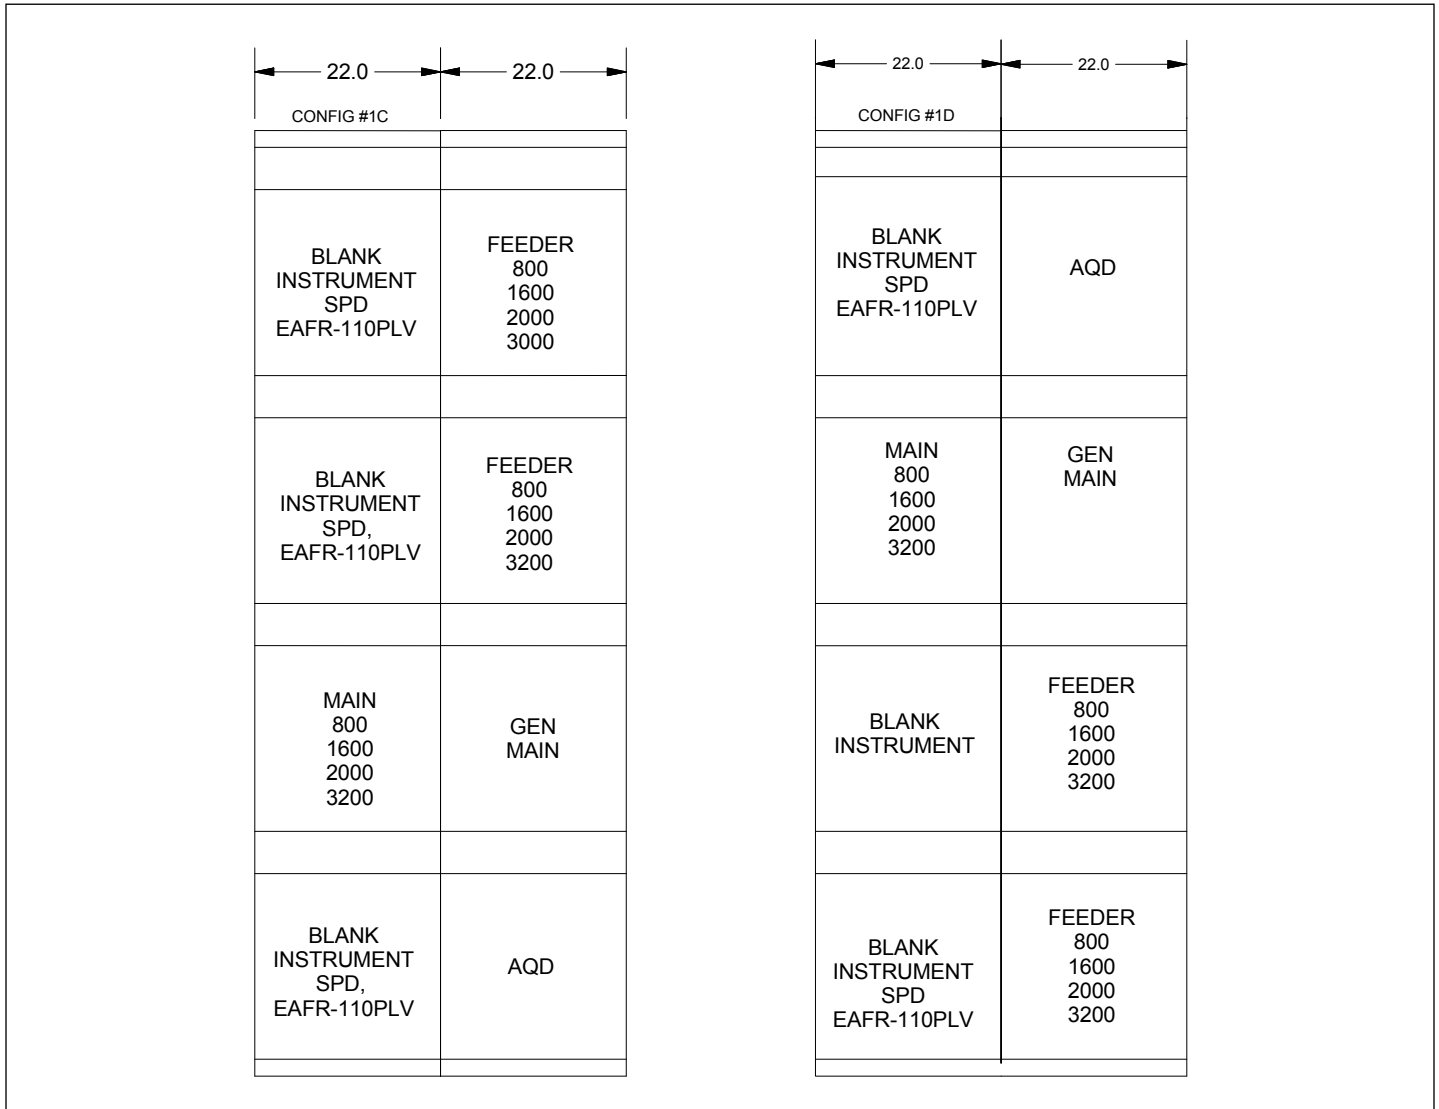 22.0
22.0
CONFIG #1C
BLANK
INSTRUMENT
SPD
EAFR-110PLV
FEEDER
800
1600
2000
3000
BLANK
INSTRUMENT
SPD,
EAFR-110PLV
FEEDER
800
1600
2000
3200
MAIN
800
1600
2000
3200
GEN
MAIN
BLANK
INSTRUMENT
SPD,
EAFR-110PLV
AQD
22.0
22.0
CONFIG #1D
BLANK
INSTRUMENT
SPD
EAFR-110PLV
AQD
MAIN
800
1600
2000
3200
GEN
MAIN
BLANK
INSTRUMENT
FEEDER
800
1600
2000
3200
BLANK
INSTRUMENT
SPD
EAFR-110PLV
FEEDER
800
1600
2000
3200